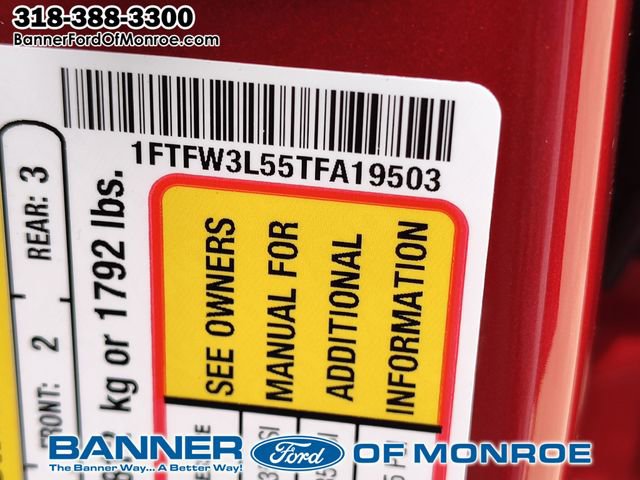 318-388-3300
BannerFordOfMonroe.com
1FTFW3L55TFA19503
REAR: 3
FRONT: 2
kg or 1792 lbs.
SEE OWNERS
MANUAL FOR
ADDITIONAL
INFORMATION
BANNER Ford OF MONROE
The Banner Way... A Better Way!